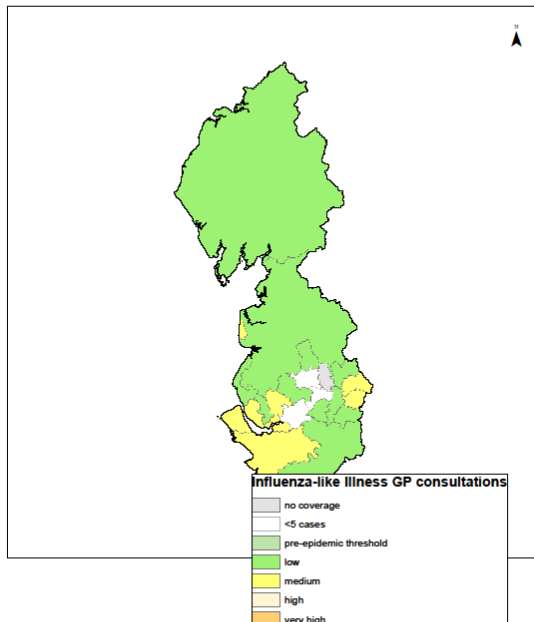 N
Influenza-like Illness GP consultations
no coverage
<5 cases
pre-epidemic threshold
low
medium
high
very high